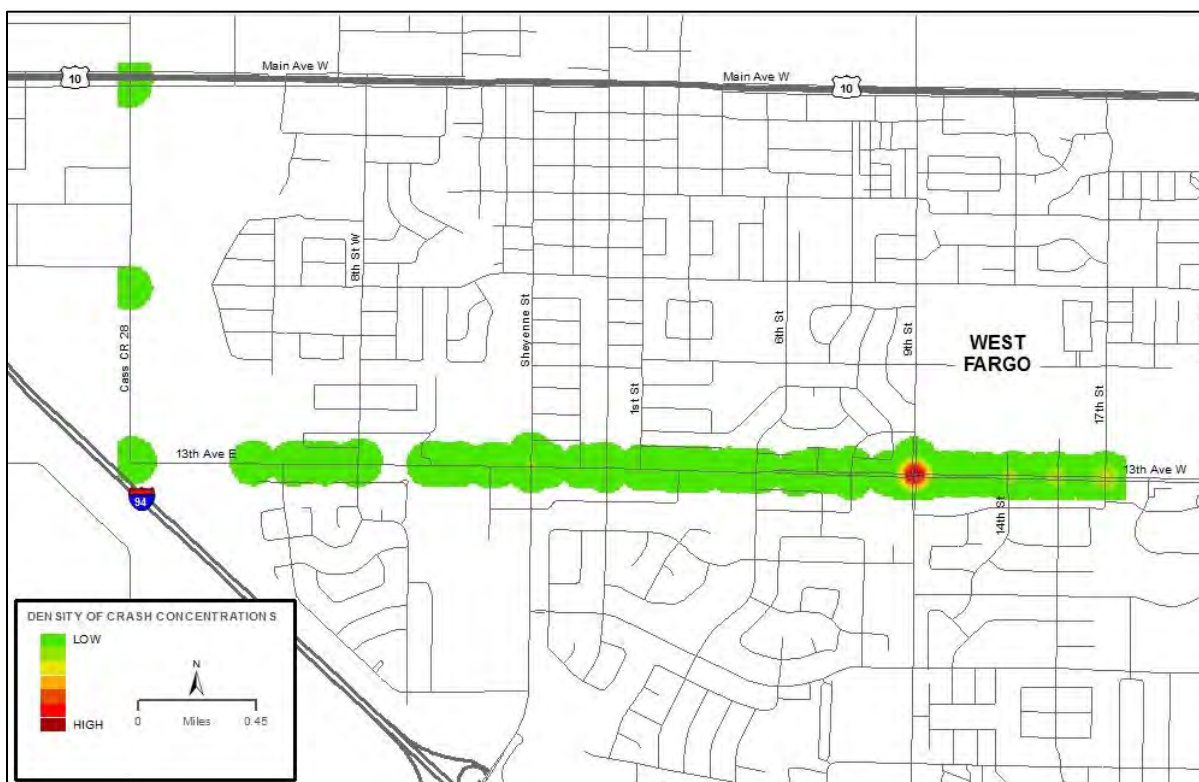 Main Ave W
10
Main Ave W
10
8th St W
Sheyenne St
Cass CR 28
1st St
6th St
9th St
WEST
FARGO
17th St
13th Ave E
13th Ave W
14th St
94
DENSITY OF CRASH CONCENTRATIONS
LOW
HIGH
N
0 Miles 0.45